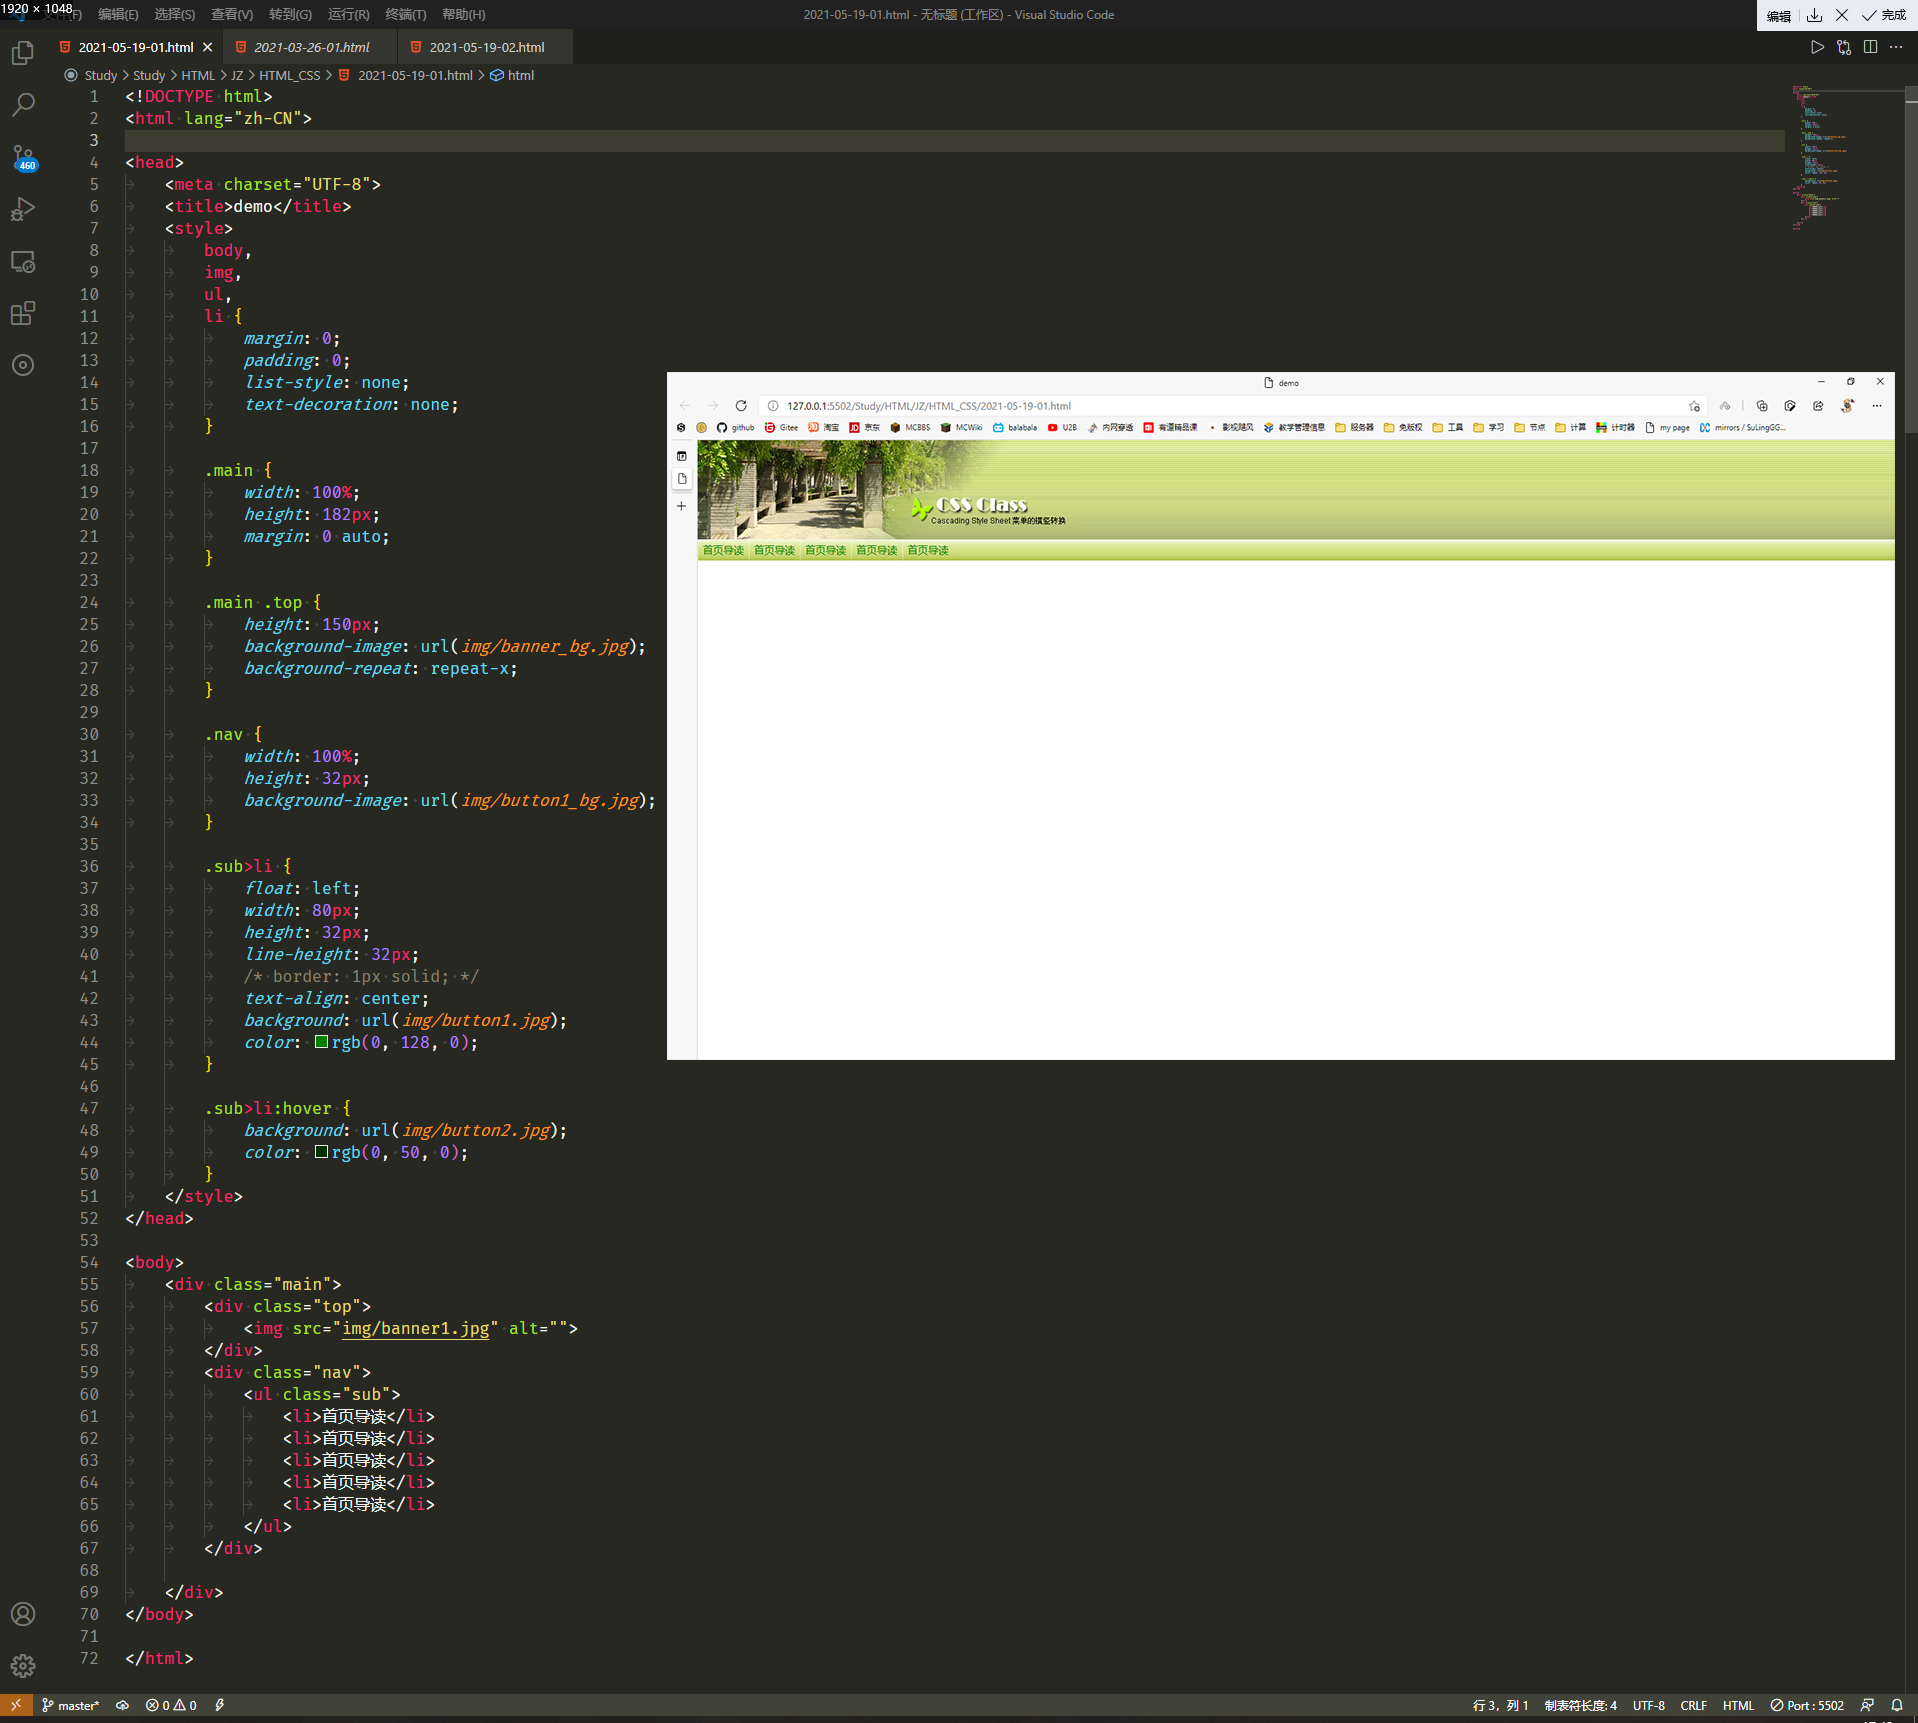 1920 × 1048
编辑(E) 选择(S) 查看(V) 转到(G) 运行(R) 终端(T) 帮助(H)
2021-05-19-01.html - 无标题 (工作区) - Visual Studio Code
编辑 完成
2021-05-19-01.html 2021-03-26-01.html 2021-05-19-02.html
Study > Study > HTML > JZ > HTML_CSS > 2021-05-19-01.html > html
1 <!DOCTYPE html>
2 <html lang="zh-CN">
3
4 <head>
5 <meta charset="UTF-8">
6 <title>demo</title>
7 <style>
8 body,
9 img,
10 ul,
11 li {
12 margin: 0;
13 padding: 0;
14 list-style: none;
15 text-decoration: none;
16 }
17
18 .main {
19 width: 100%;
20 height: 182px;
21 margin: 0 auto;
22 }
23
24 .main .top {
25 height: 150px;
26 background-image: url(img/banner_bg.jpg);
27 background-repeat: repeat-x;
28 }
29
30 .nav {
31 width: 100%;
32 height: 32px;
33 background-image: url(img/button1_bg.jpg);
34 }
35
36 .sub>li {
37 float: left;
38 width: 80px;
39 height: 32px;
40 line-height: 32px;
41 /* border: 1px solid; */
42 text-align: center;
43 background: url(img/button1.jpg);
44 color: rgb(0, 128, 0);
45 }
46
47 .sub>li:hover {
48 background: url(img/button2.jpg);
49 color: rgb(0, 50, 0);
50 }
51 </style>
52 </head>
53
54 <body>
55 <div class="main">
56 <div class="top">
57 <img src="img/banner1.jpg" alt="">
58 </div>
59 <div class="nav">
60 <ul class="sub">
61 <li>首页导读</li>
62 <li>首页导读</li>
63 <li>首页导读</li>
64 <li>首页导读</li>
65 <li>首页导读</li>
66 </ul>
67 </div>
68
69 </div>
70 </body>
71
72 </html>
demo
127.0.0.1:5502/Study/HTML/JZ/HTML_CSS/2021-05-19-01.html
github Gitee 淘宝 京东 MCBBS MCWiki balabala U2B 内网穿透 有道精品课 影视飓风 教学管理信息 服务器 免版权 工具 学习 节点 计算 计时器 my page mirrors / SuLingGG...
CSS Class
Cascading Style Sheet 菜单的横竖转换
首页导读 首页导读 首页导读 首页导读 首页导读
460
master* 0 0
行 3，列 1 制表符长度: 4 UTF-8 CRLF HTML Port : 5502